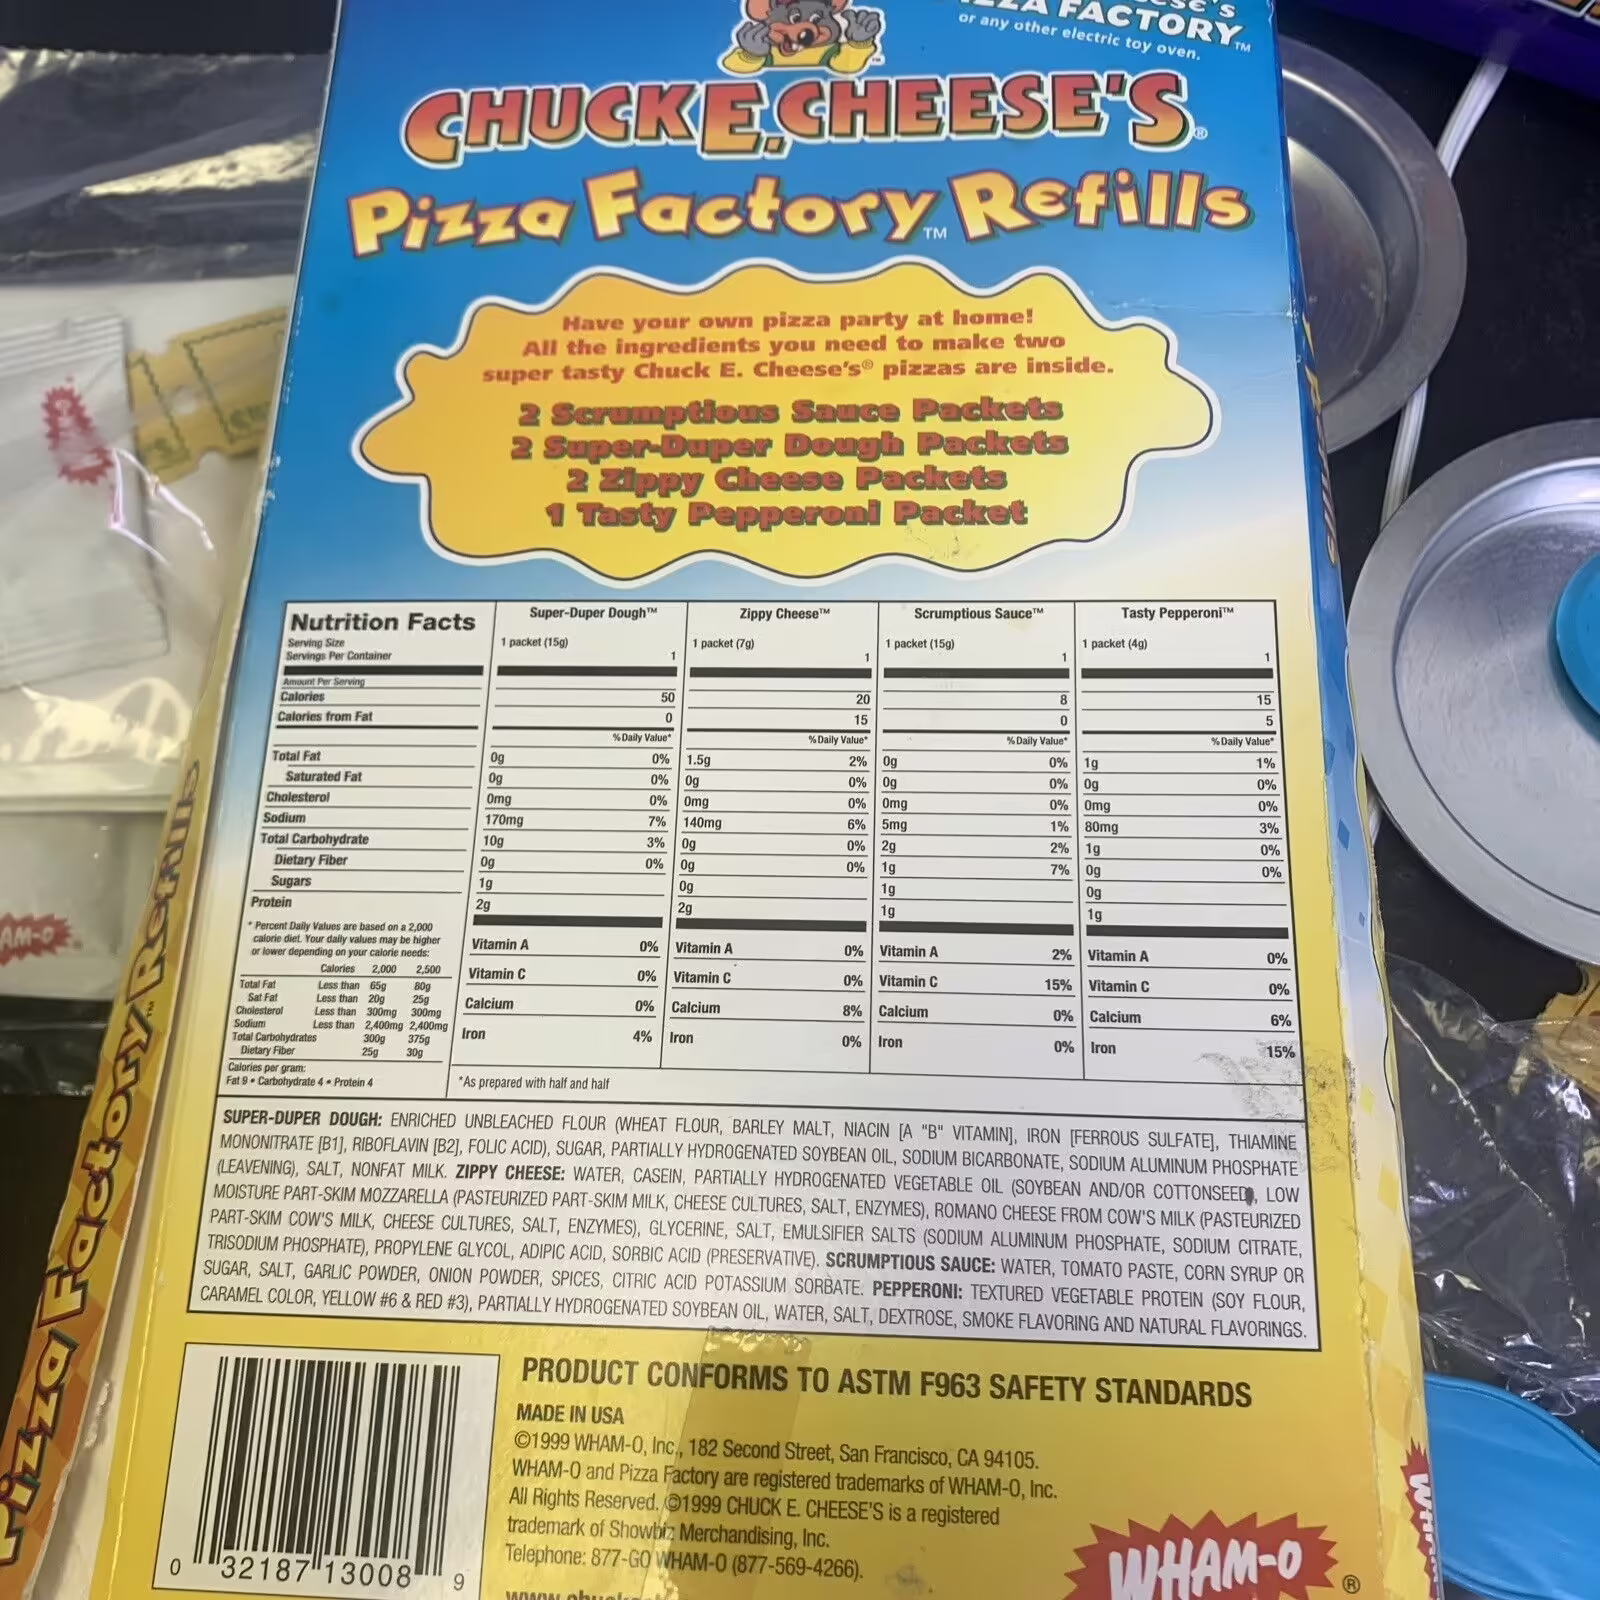 FACTORY™
or any other electric toy oven.
CHUCK E. CHEESE'S®
Pizza Factory™ Refills
Have your own pizza party at home!
All the ingredients you need to make two
super tasty Chuck E. Cheese's® pizzas are inside.
2 Scrumptious Sauce Packets
2 Super-Duper Dough Packets
2 Zippy Cheese Packets
1 Tasty Pepperoni Packet
Nutrition Facts Super-Duper Dough™ Zippy Cheese™ Scrumptious Sauce™ Tasty Pepperoni™
Serving Size 1 packet (15g) 1 packet (7g) 1 packet (15g) 1 packet (4g)
Servings Per Container 1 1 1 1
Amount Per Serving
Calories 50 20 8 15
Calories from Fat 0 15 0 5
% Daily Value* % Daily Value* % Daily Value* % Daily Value*
Total Fat 0g 0% 1.5g 2% 0g 0% 1g 1%
Saturated Fat 0g 0% 0g 0% 0g 0% 0g 0%
Cholesterol 0mg 0% 0mg 0% 0mg 0% 0mg 0%
Sodium 170mg 7% 140mg 6% 5mg 1% 80mg 3%
Total Carbohydrate 10g 3% 0g 0% 2g 2% 1g 0%
Dietary Fiber 0g 0% 0g 0% 1g 7% 0g 0%
Sugars 1g 0g 1g 0g
Protein 2g 2g 1g 1g
Vitamin A 0% Vitamin A 0% Vitamin A 2% Vitamin A 0%
Vitamin C 0% Vitamin C 0% Vitamin C 15% Vitamin C 0%
Calcium 0% Calcium 8% Calcium 0% Calcium 6%
Iron 4% Iron 0% Iron 0% Iron 15%
* Percent Daily Values are based on a 2,000
calorie diet. Your daily values may be higher
or lower depending on your calorie needs:
Calories 2,000 2,500
Total Fat Less than 65g 80g
Sat Fat Less than 20g 25g
Cholesterol Less than 300mg 300mg
Sodium Less than 2,400mg 2,400mg
Total Carbohydrates 300g 375g
Dietary Fiber 25g 30g
Calories per gram:
Fat 9 • Carbohydrate 4 • Protein 4
*As prepared with half and half
SUPER-DUPER DOUGH: ENRICHED UNBLEACHED FLOUR (WHEAT FLOUR, BARLEY MALT, NIACIN [A "B" VITAMIN], IRON [FERROUS SULFATE], THIAMINE
MONONITRATE [B1], RIBOFLAVIN [B2], FOLIC ACID), SUGAR, PARTIALLY HYDROGENATED SOYBEAN OIL, SODIUM BICARBONATE, SODIUM ALUMINUM PHOSPHATE
(LEAVENING), SALT, NONFAT MILK. ZIPPY CHEESE: WATER, CASEIN, PARTIALLY HYDROGENATED VEGETABLE OIL (SOYBEAN AND/OR COTTONSEED), LOW
MOISTURE PART-SKIM MOZZARELLA (PASTEURIZED PART-SKIM MILK, CHEESE CULTURES, SALT, ENZYMES), ROMANO CHEESE FROM COW'S MILK (PASTEURIZED
PART-SKIM COW'S MILK, CHEESE CULTURES, SALT, ENZYMES), GLYCERINE, SALT, EMULSIFIER SALTS (SODIUM ALUMINUM PHOSPHATE, SODIUM CITRATE,
TRISODIUM PHOSPHATE), PROPYLENE GLYCOL, ADIPIC ACID, SORBIC ACID (PRESERVATIVE). SCRUMPTIOUS SAUCE: WATER, TOMATO PASTE, CORN SYRUP OR
SUGAR, SALT, GARLIC POWDER, ONION POWDER, SPICES, CITRIC ACID POTASSIUM SORBATE. PEPPERONI: TEXTURED VEGETABLE PROTEIN (SOY FLOUR,
CARAMEL COLOR, YELLOW #6 & RED #3), PARTIALLY HYDROGENATED SOYBEAN OIL, WATER, SALT, DEXTROSE, SMOKE FLAVORING AND NATURAL FLAVORINGS.
PRODUCT CONFORMS TO ASTM F963 SAFETY STANDARDS
MADE IN USA
©1999 WHAM-O, Inc., 182 Second Street, San Francisco, CA 94105.
WHAM-O and Pizza Factory are registered trademarks of WHAM-O, Inc.
All Rights Reserved. ©1999 CHUCK E. CHEESE'S is a registered
trademark of Showbiz Merchandising, Inc.
Telephone: 877-GO WHAM-O (877-569-4266).
0 32187 13008 9
WHAM-O®
Pizza Factory™ Refills